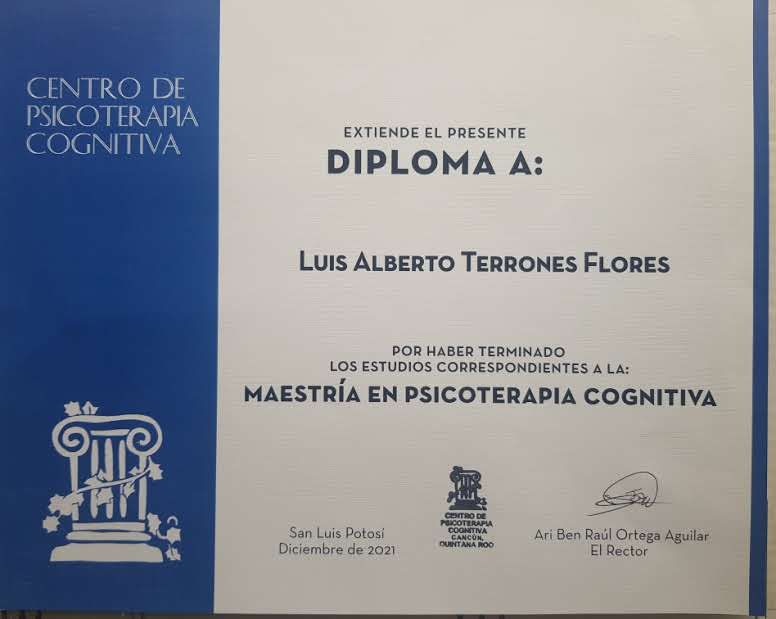 CENTRO DE
PSICOTERAPIA
COGNITIVA
EXTIENDE EL PRESENTE
DIPLOMA A:
LUIS ALBERTO TERRONES FLORES
POR HABER TERMINADO
LOS ESTUDIOS CORRESPONDIENTES A LA:
MAESTRÍA EN PSICOTERAPIA COGNITIVA
San Luis Potosí
Diciembre de 2021
CENTRO DE
PSICOTERAPIA
COGNITIVA
CANCÚN,
QUINTANA ROO
Ari Ben Raúl Ortega Aguilar
El Rector